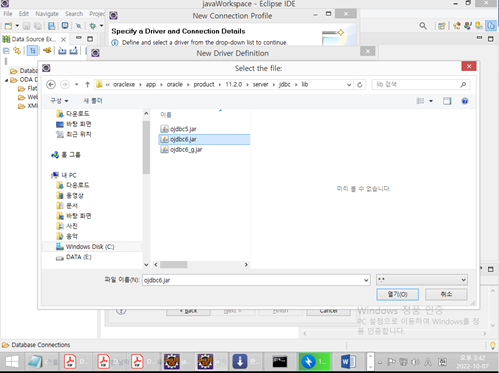 javaWorkspace - Eclipse IDE
New Connection Profile
File Edit Navigate Search Project
Specify a Driver and Connection Details
Define and select a driver from the drop-down list to continue.
Data Source Ex...
New Driver Definition
Select the file:
« oraclexe ▸ app ▸ oracle ▸ product ▸ 11.2.0 ▸ server ▸ jdbc ▸ lib
lib 검색
구성
새 폴더
Datab
ODA D
Flat
We
XM
다운로드
바탕 화면
최근 위치
홈 그룹
내 PC
다운로드
동영상
문서
바탕 화면
사진
음악
Windows Disk (C:)
DATA (E:)
이름
ojdbc5.jar
ojdbc6.jar
ojdbc6_g.jar
미리 볼 수 없습니다.
파일 이름(N):
ojdbc6.jar
*.*
열기(O)
취소
< Back
Next >
Finish
Cancel
Windows 정품 인증
PC 설정으로 이동하여 Windows를 정
품 인증합니다.
Database Connections
오후 3:42
2022-10-07